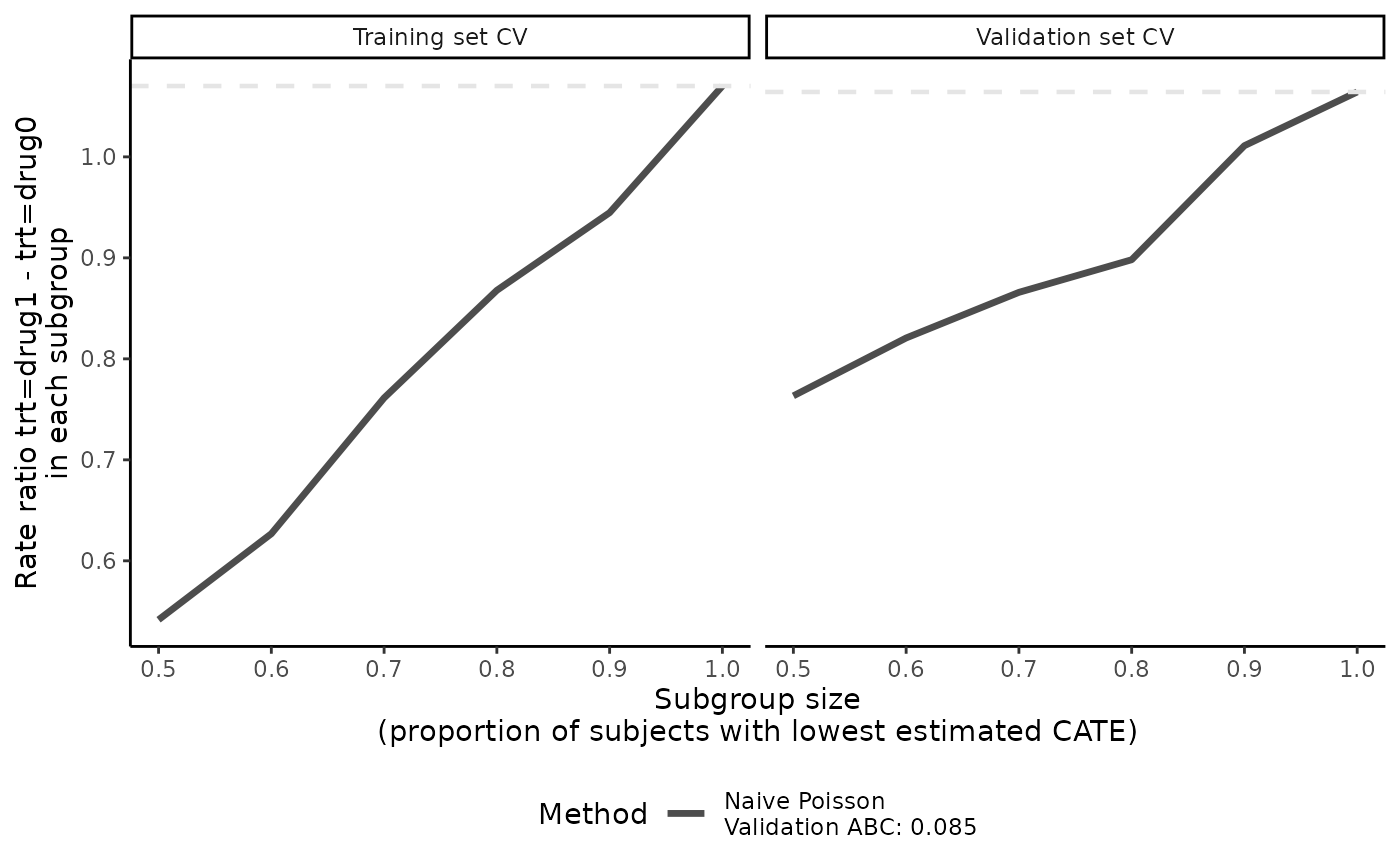 Training set CV
Validation set CV
Rate ratio trt=drug1 - trt=drug0
in each subgroup
1.0
0.9
0.8
0.7
0.6
0.5 0.6 0.7 0.8 0.9 1.0
0.5 0.6 0.7 0.8 0.9 1.0
Subgroup size
(proportion of subjects with lowest estimated CATE)
Method
Naive Poisson
Validation ABC: 0.085